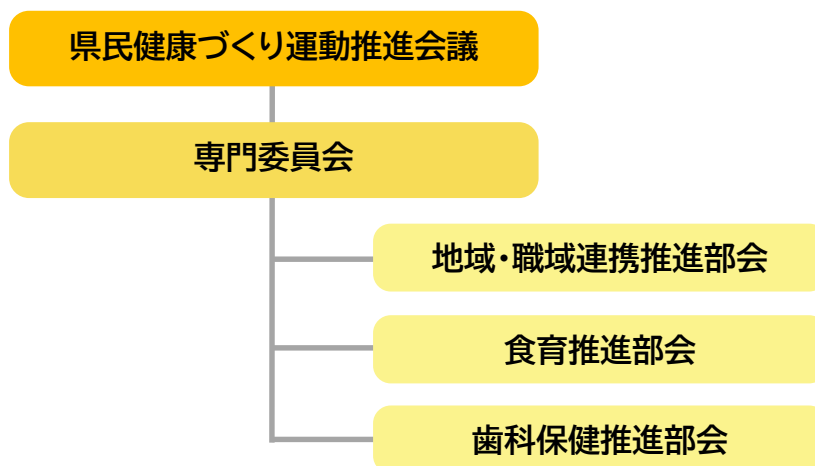 県民健康づくり運動推進会議
専門委員会
地域・職域連携推進部会
食育推進部会
歯科保健推進部会